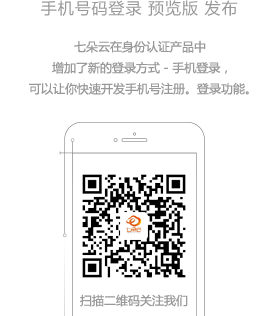 手机号码登录 预览版 发布
七朵云在身份认证产品中
增加了新的登录方式 - 手机登录，
可以让你快速开发手机号注册。登录功能。
扫描二维码关注我们